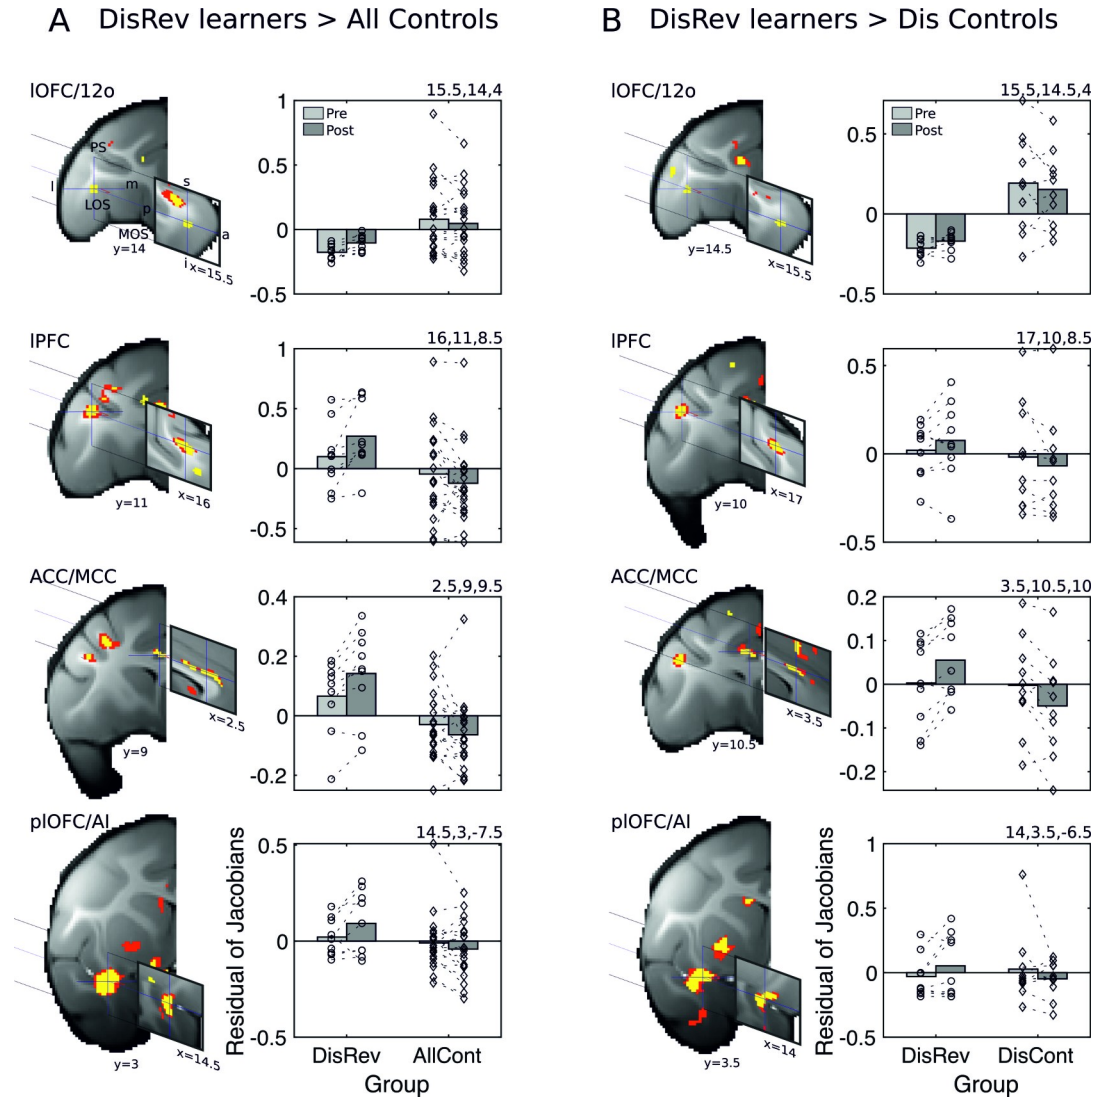 A DisRev learners > All Controls
B DisRev learners > Dis Controls
lOFC/12o
15.5,14,4
1
0.5
0
-0.5
Pre
Post
PS
l
m
s
LOS
p
MOS
a
y=14
i
x=15.5
lPFC
16,11,8.5
1
0.5
0
-0.5
y=11
x=16
ACC/MCC
2.5,9,9.5
0.4
0.2
0
-0.2
y=9
x=2.5
plOFC/AI
14.5,3,-7.5
0.5
0
-0.5
Residual of Jacobians
y=3
x=14.5
DisRev
AllCont
Group
lOFC/12o
15,5,14.5,4
0.5
0
-0.5
Pre
Post
y=14.5
x=15.5
lPFC
17,10,8.5
0.5
0
-0.5
y=10
x=17
ACC/MCC
3.5,10.5,10
0.2
0.1
0
-0.1
-0.2
y=10.5
x=3.5
plOFC/AI
14,3.5,-6.5
1
0.5
0
-0.5
Residual of Jacobians
y=3.5
x=14
DisRev
DisCont
Group